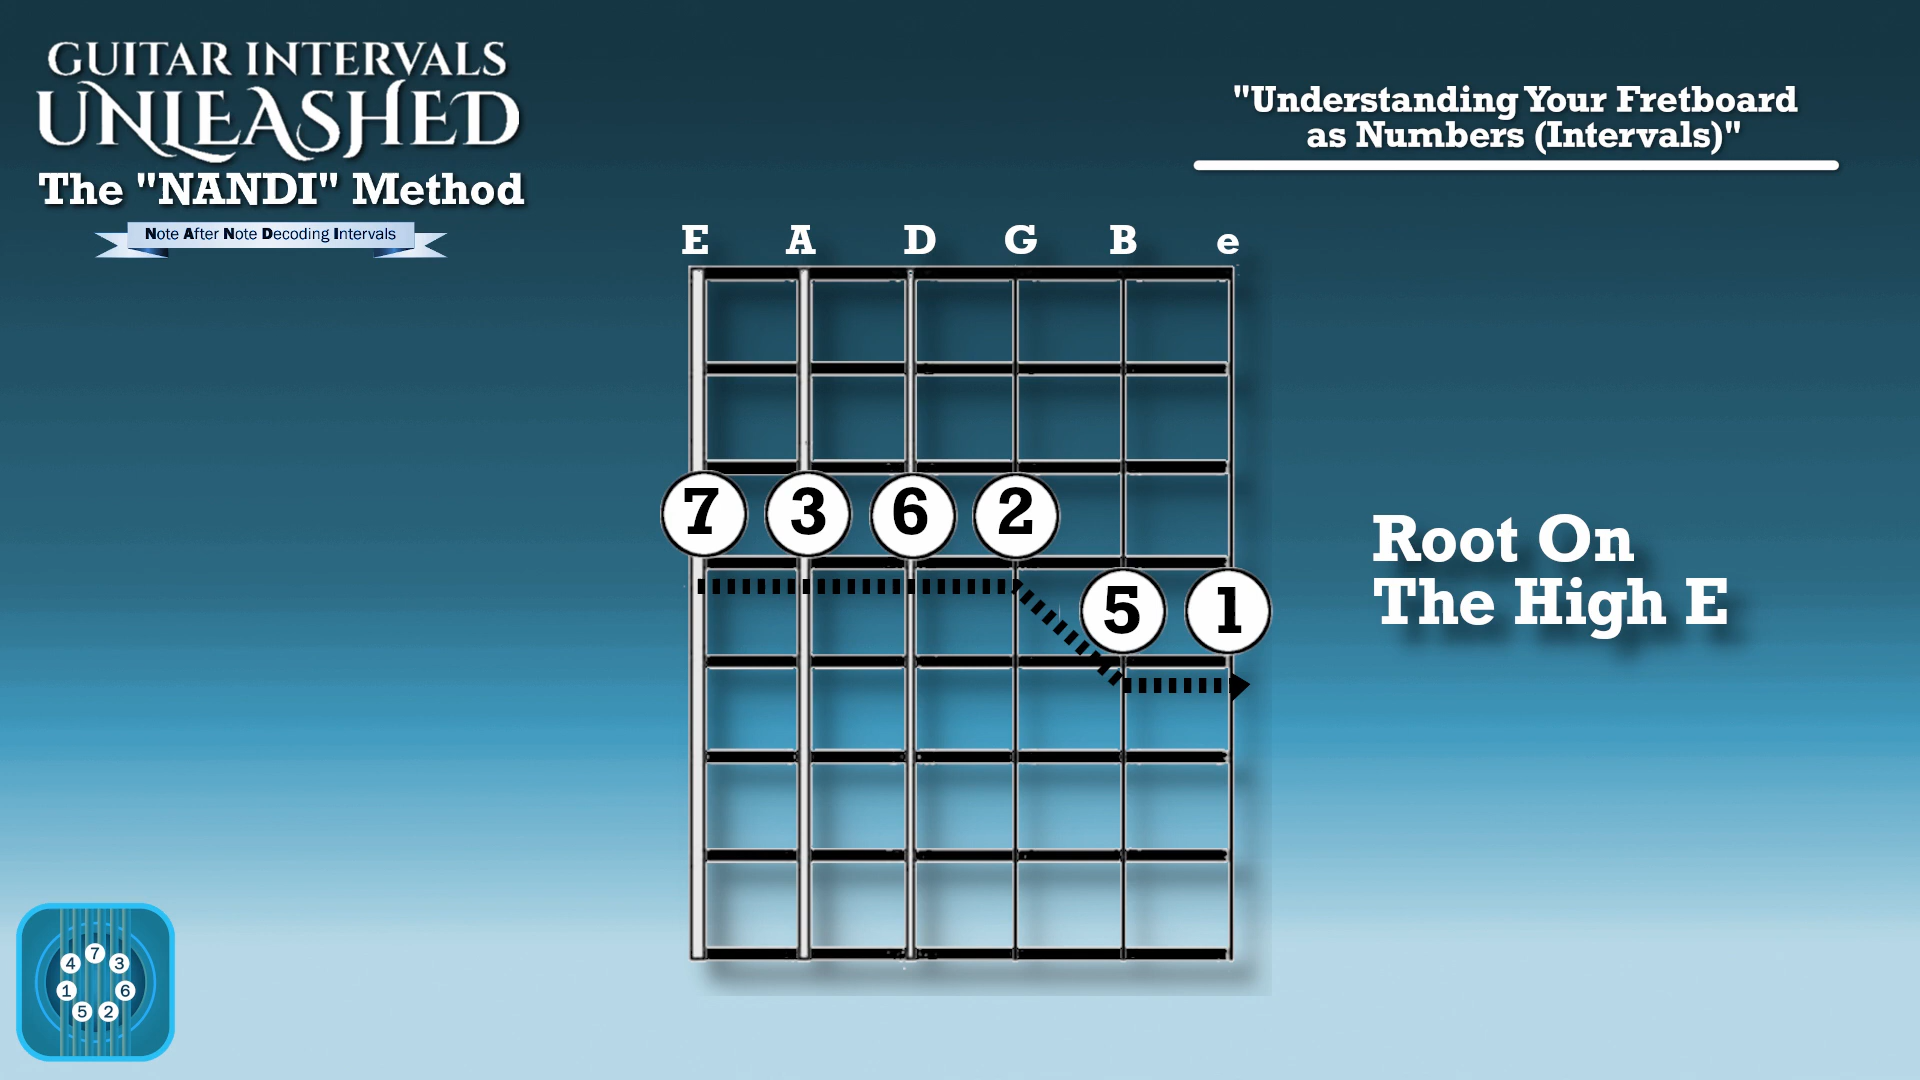 GUITAR INTERVALS
UNLEASHED
The "NANDI" Method
Note After Note Decoding Intervals
"Understanding Your Fretboard
as Numbers (Intervals)"
E A D G B e
7 3 6 2
5 1
Root On
The High E
7
4 3
1 6
5 2